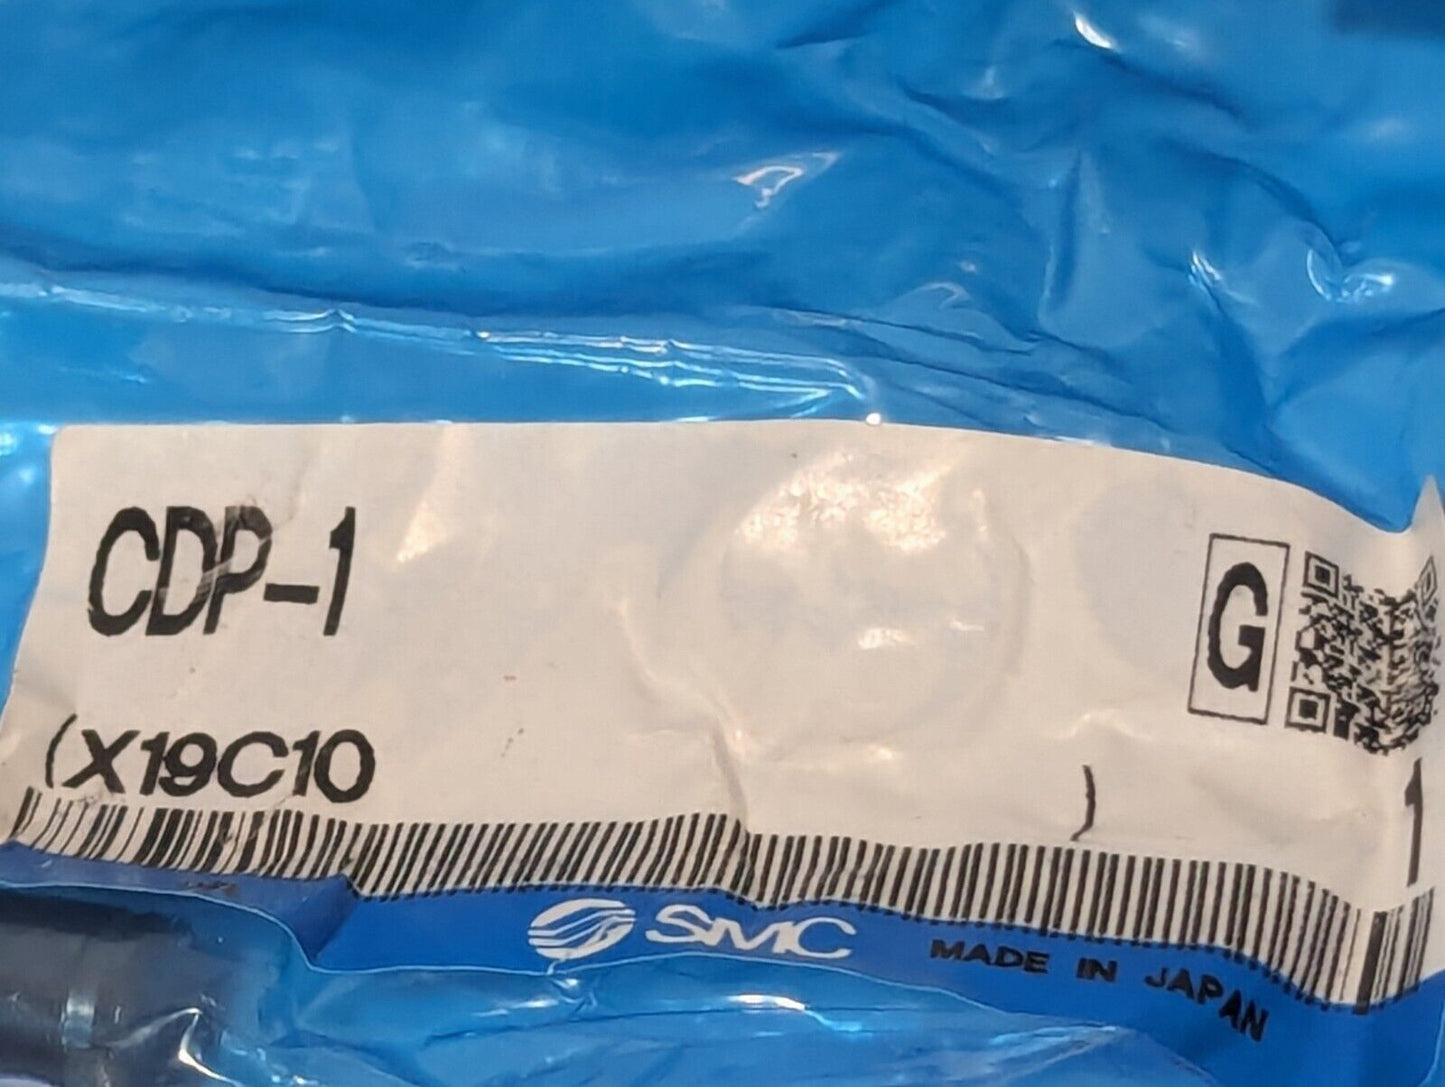 CDP-1
G
(X19C10 )
1
SMC
MADE IN JAPAN